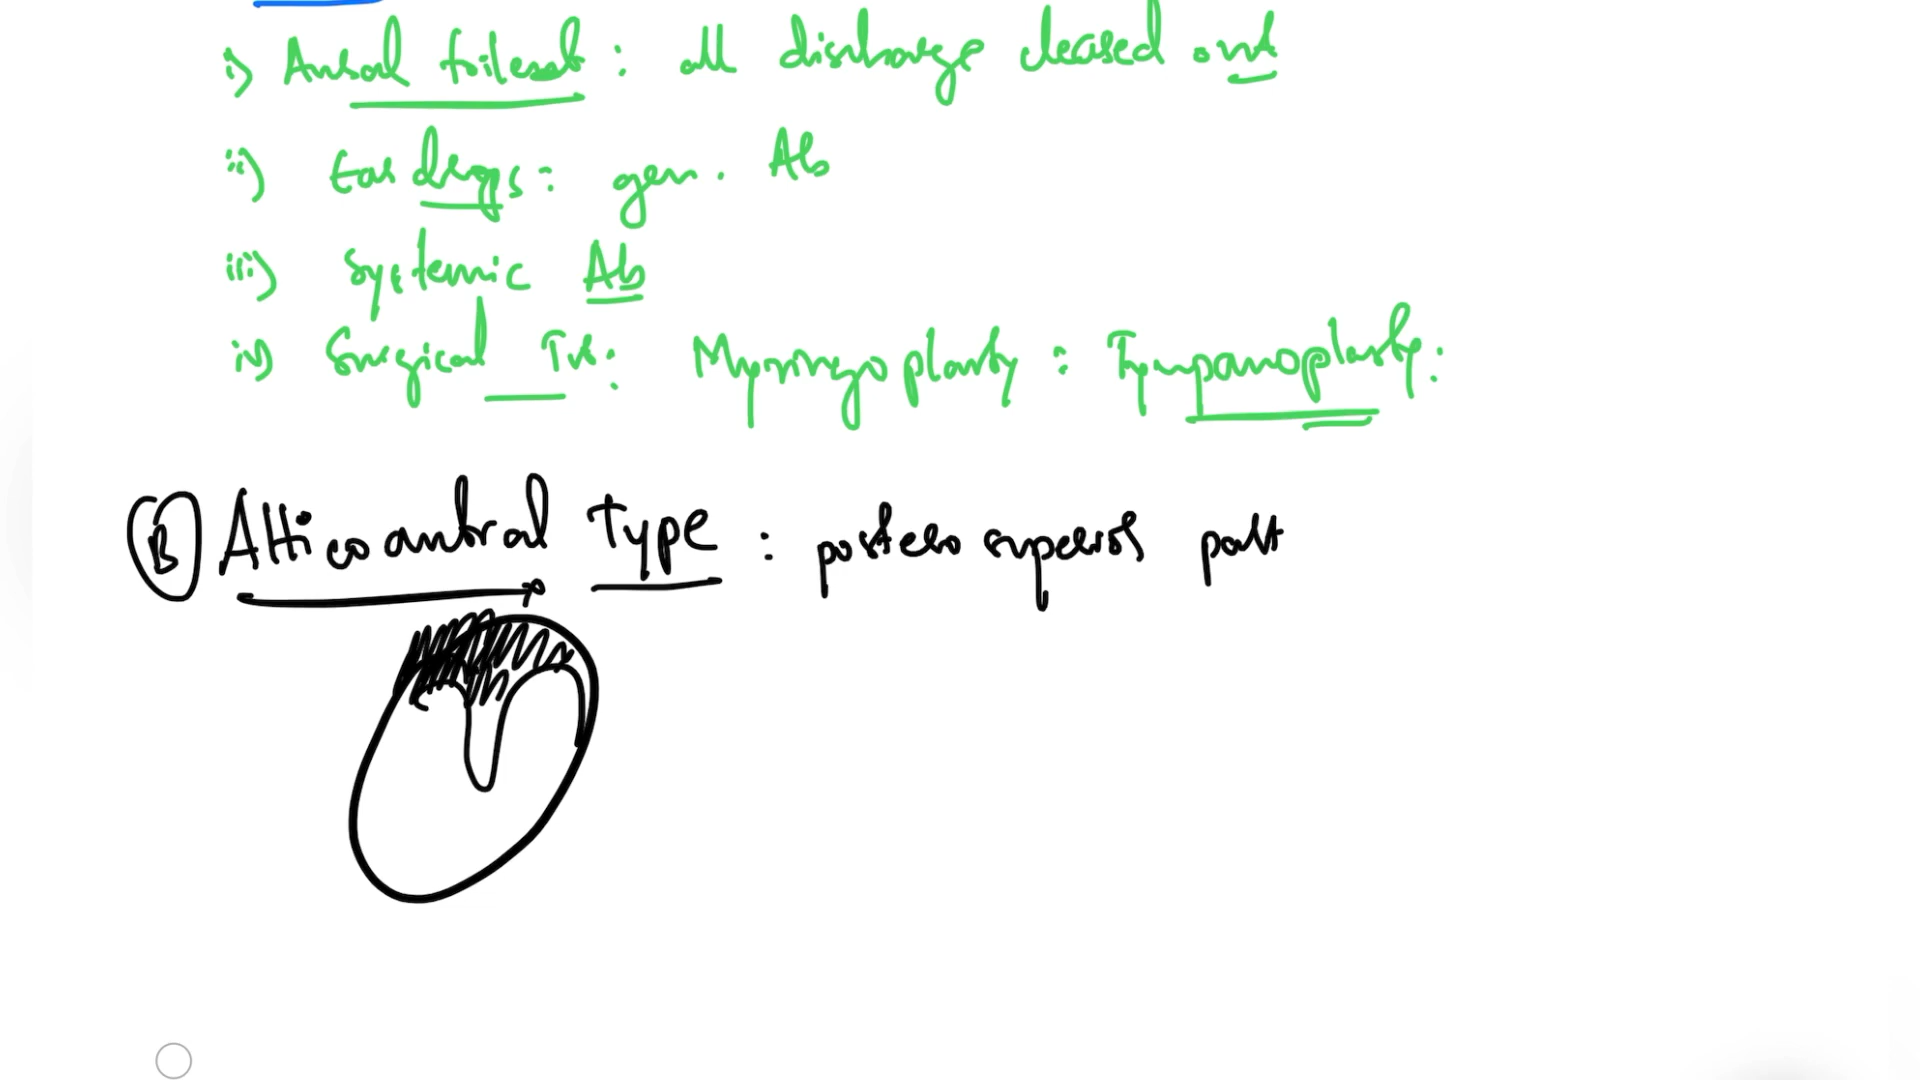 i) Aural toilet : all discharge cleared out
ii) Ear drops : gen. Ab
iii) Systemic Ab
iv) Surgical Trt : Myringoplasty : Tympanoplasty.
(B) Atticoantral Type : postero superior part